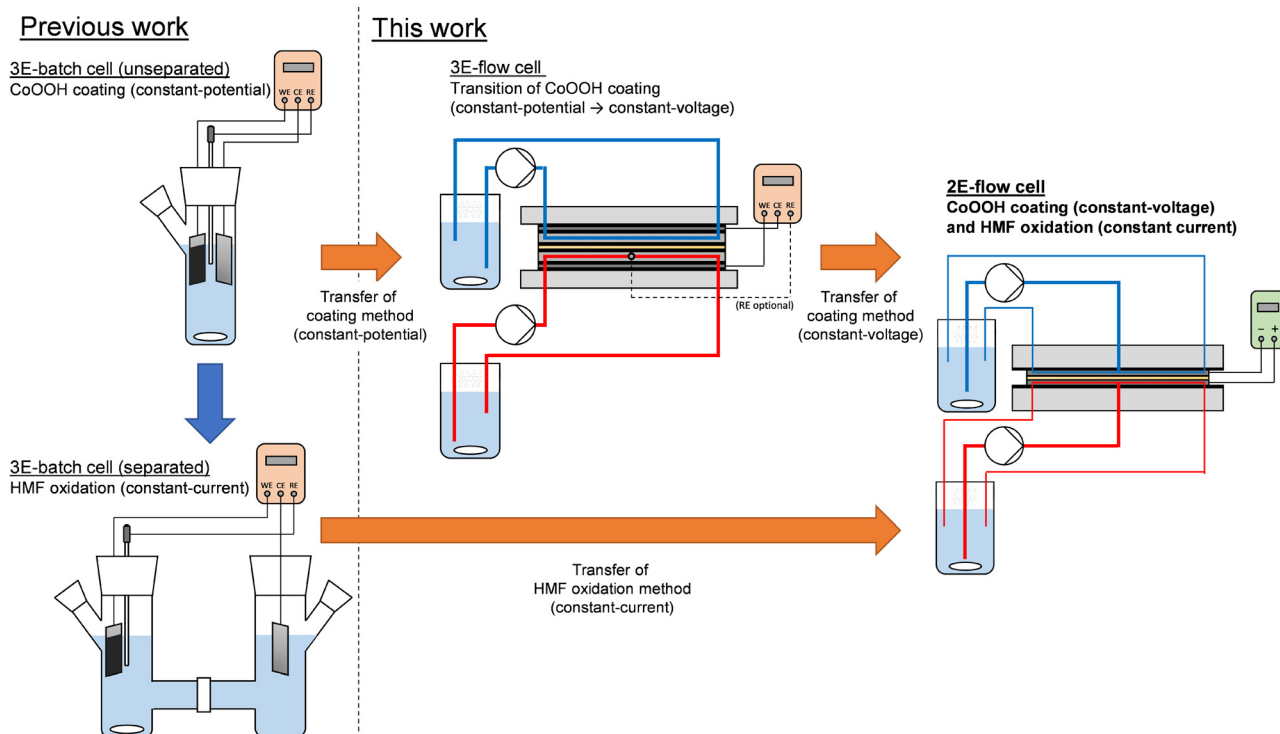 Previous work
3E-batch cell (unseparated)
CoOOH coating (constant-potential)
WE CE RE
3E-batch cell (separated)
HMF oxidation (constant-current)
WE CE RE
This work
3E-flow cell
Transition of CoOOH coating
(constant-potential → constant-voltage)
WE CE RE
(RE optional)
Transfer of
coating method
(constant-potential)
Transfer of
coating method
(constant-voltage)
2E-flow cell
CoOOH coating (constant-voltage)
and HMF oxidation (constant current)
− +
Transfer of
HMF oxidation method
(constant-current)